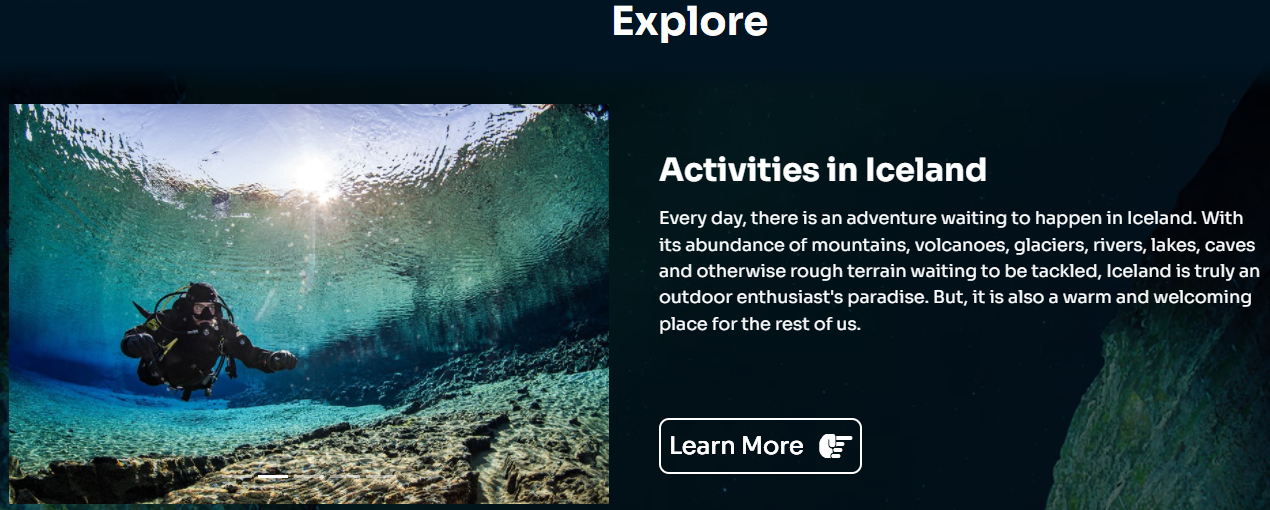 Explore
Activities in Iceland
Every day, there is an adventure waiting to happen in Iceland. With
its abundance of mountains, volcanoes, glaciers, rivers, lakes, caves
and otherwise rough terrain waiting to be tackled, Iceland is truly an
outdoor enthusiast's paradise. But, it is also a warm and welcoming
place for the rest of us.
Learn More